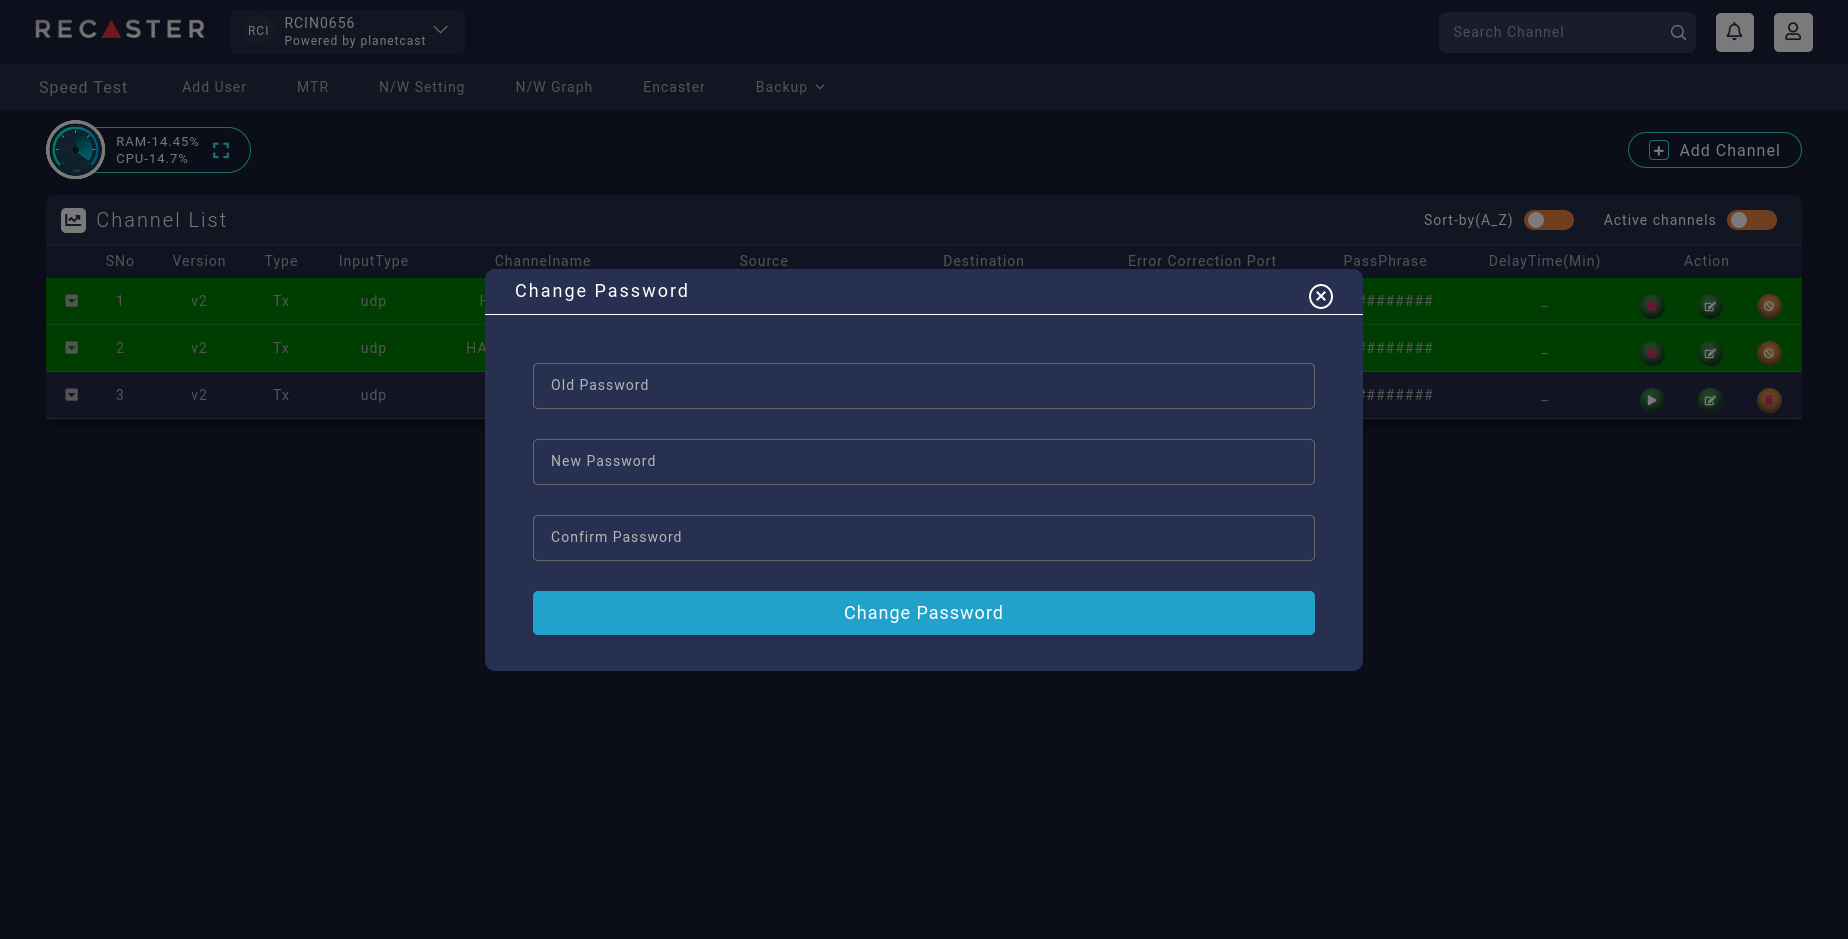 RECASTER
RCI
RCIN0656
Powered by planetcast
Search Channel
Speed Test Add User MTR N/W Setting N/W Graph Encaster Backup
RAM-14.45%
CPU-14.7%
Add Channel
Channel List
Sort-by(A_Z) Active channels
SNo Version Type InputType Channelname Source Destination Error Correction Port PassPhrase DelayTime(Min) Action
1 v2 Tx udp ######## _
2 v2 Tx udp HA ######## _
3 v2 Tx udp ######## _
Change Password
Old Password
New Password
Confirm Password
Change Password